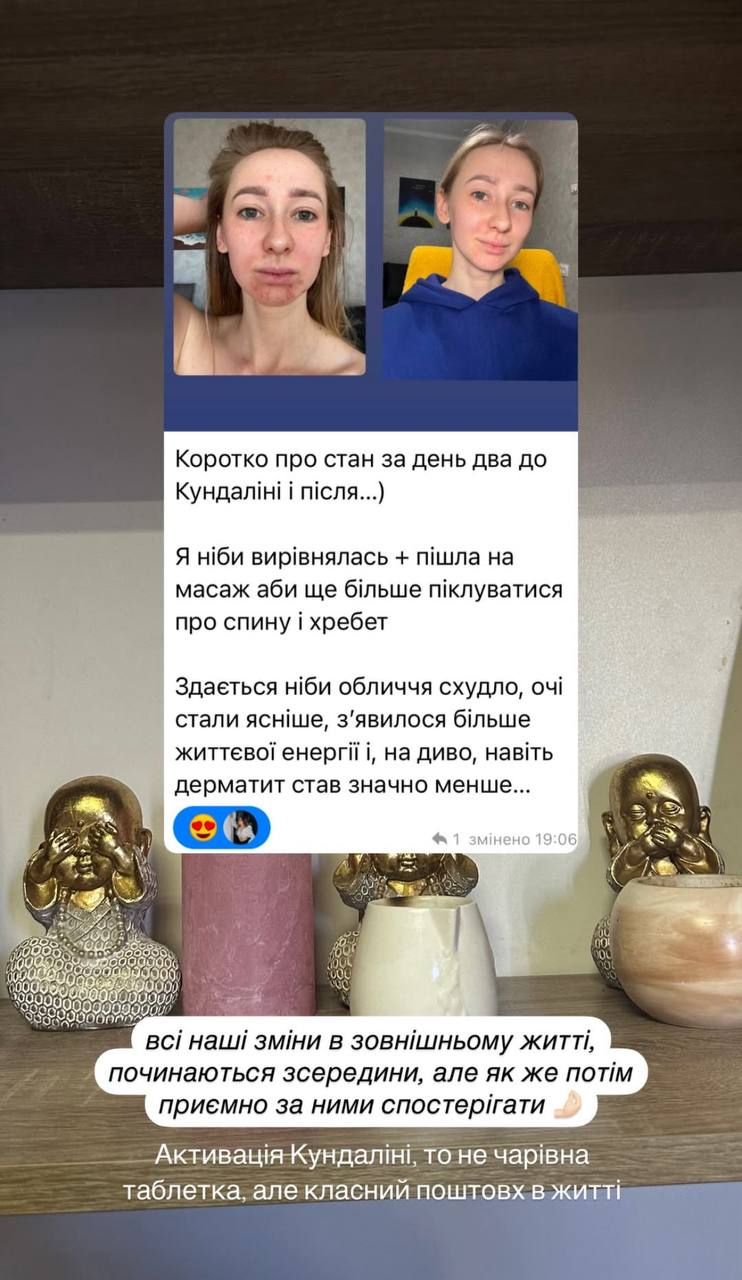 Коротко про стан за день два до
Кундаліні і після...)
Я ніби вирівнялась + пішла на
масаж аби ще більше піклуватися
про спину і хребет
Здається ніби обличчя схудло, очі
стали ясніше, з’явилося більше
життєвої енергії і, на диво, навіть
дерматит став значно менше...
1 змінено 19:06
всі наші зміни в зовнішньому житті,
починаються зсередини, але як же потім
приємно за ними спостерігати 👌🏻
Активація Кундаліні, то не чарівна
таблетка, але класний поштовх в житті